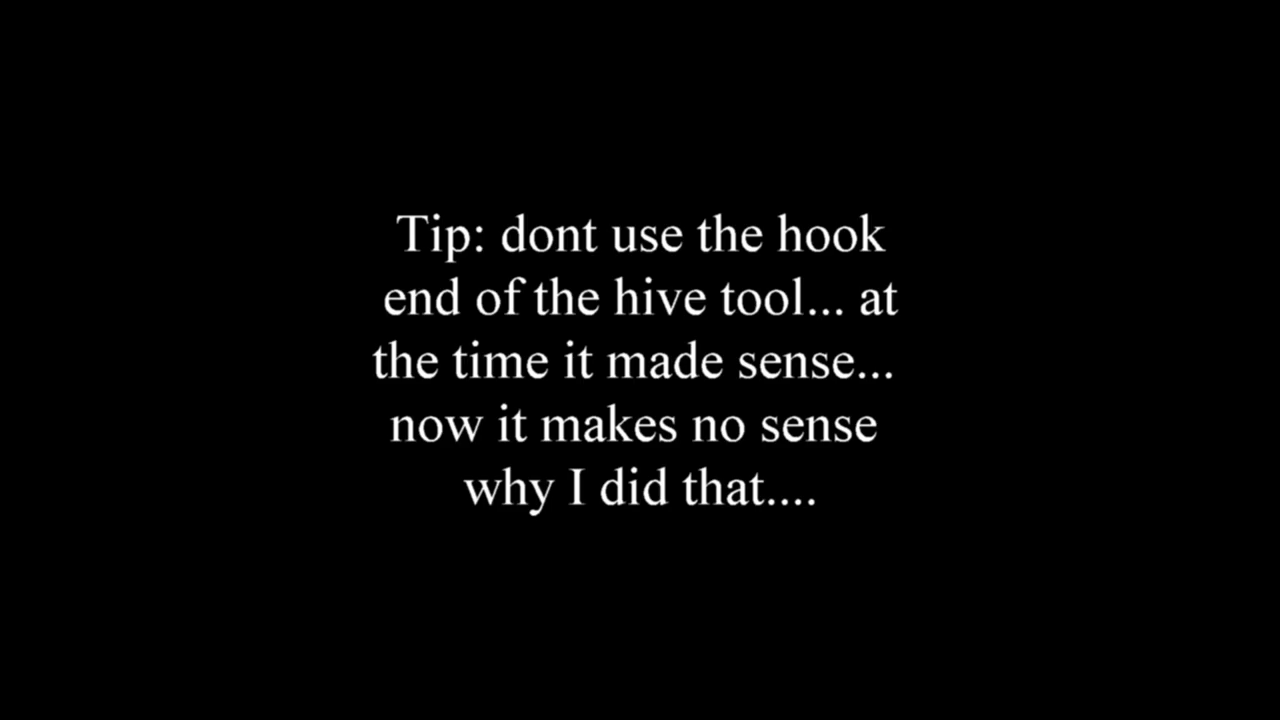 Tip: dont use the hook
end of the hive tool... at
the time it made sense...
now it makes no sense
why I did that....